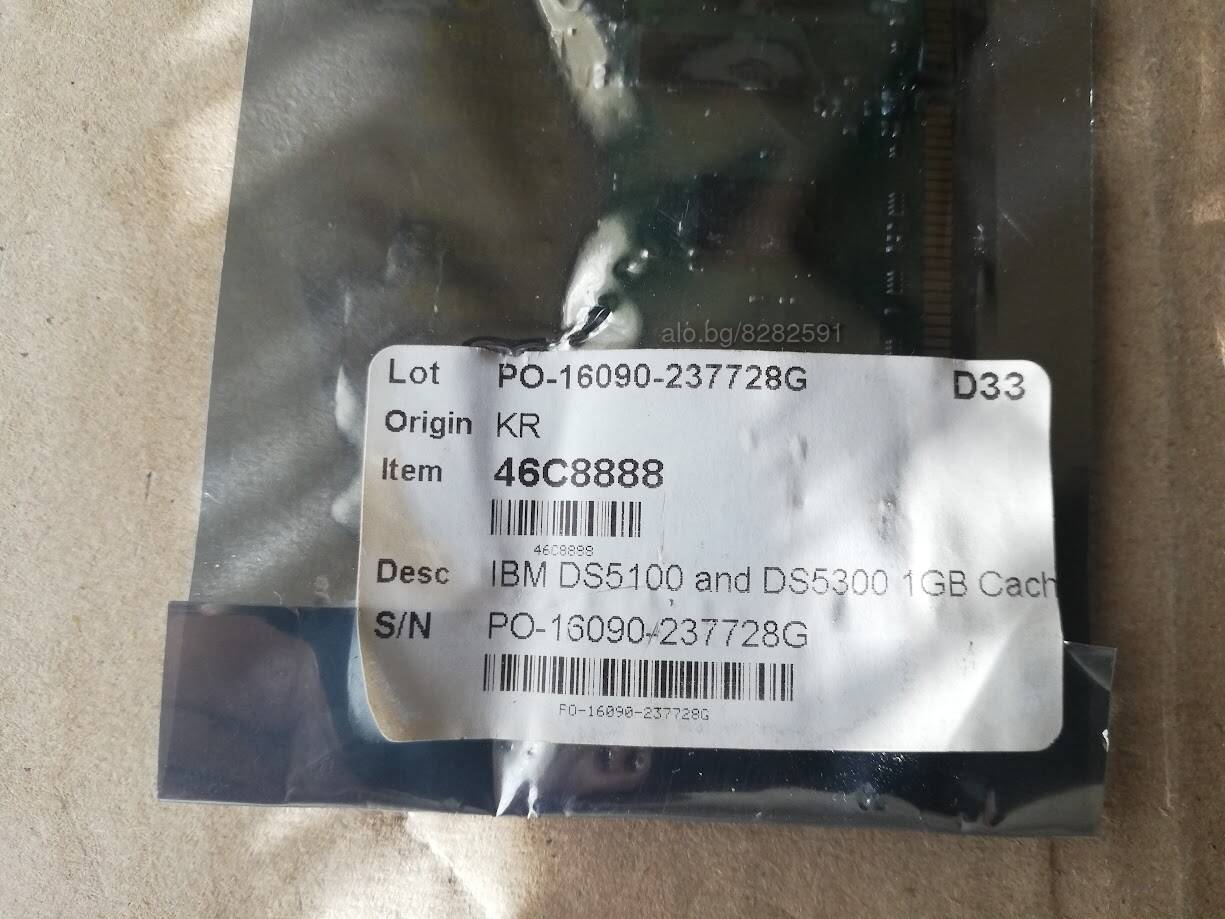 alo.bg/8282591
Lot PO-16090-237728G D33
Origin KR
Item 46C8888
46C8888
Desc IBM DS5100 and DS5300 1GB Cach
S/N PO-16090-237728G
PO-16090-237728G